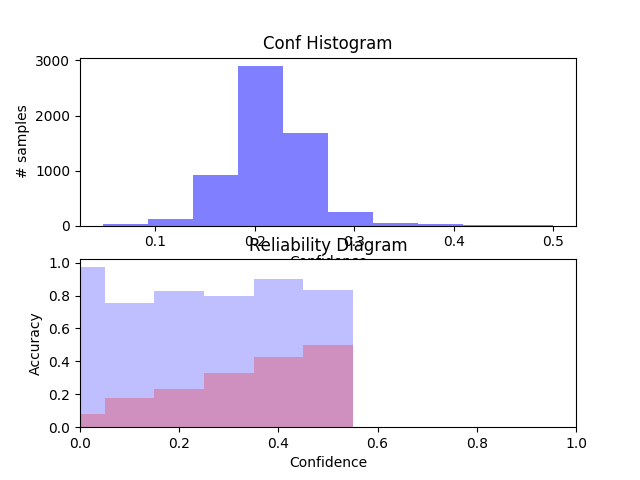 Conf Histogram
# samples
3000
2000
1000
0
0.1 0.2 0.3 0.4 0.5
Confidence
Reliability Diagram
Accuracy
1.0
0.8
0.6
0.4
0.2
0.0
0.0 0.2 0.4 0.6 0.8 1.0
Confidence